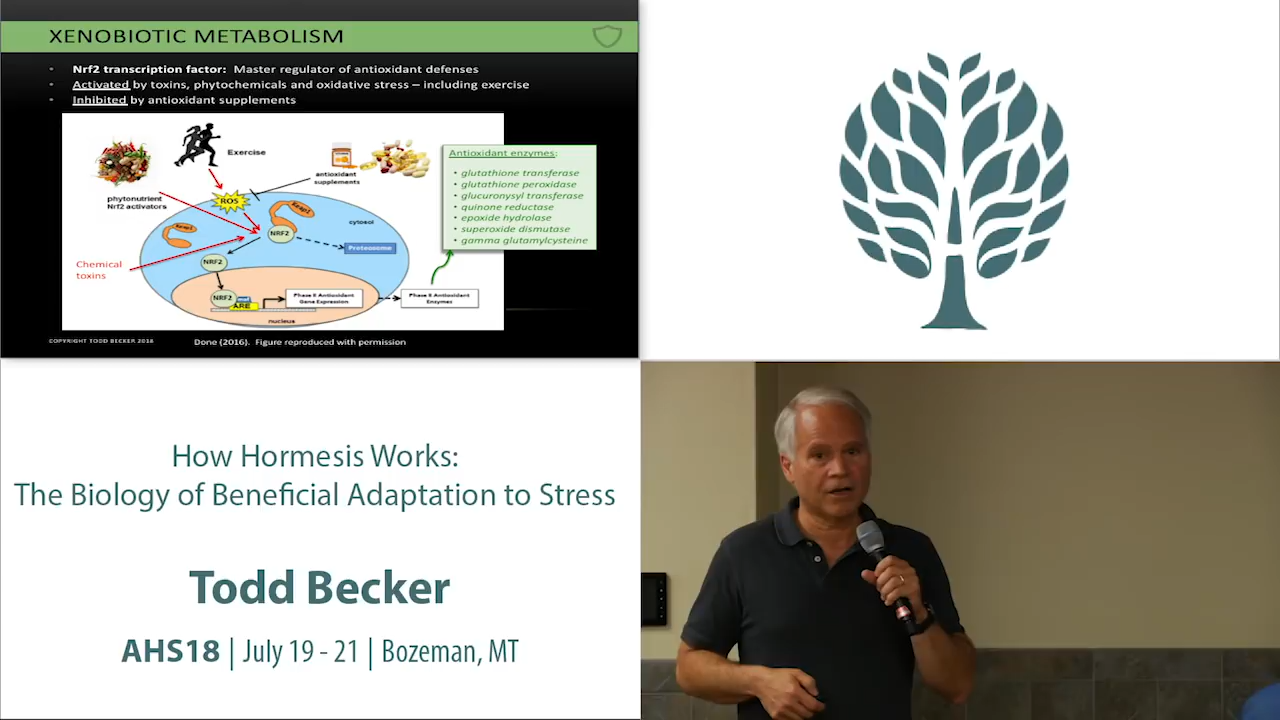 XENOBIOTIC METABOLISM
• Nrf2 transcription factor: Master regulator of antioxidant defenses
• Activated by toxins, phytochemicals and oxidative stress – including exercise
• Inhibited by antioxidant supplements
Exercise
antioxidant
supplements
phytonutrient
Nrf2 activators
ROS
Keap1
Keap1
cytosol
NRF2
Proteosome
Chemical
toxins
NRF2
NRF2
maf
ARE
Phase II Antioxidant
Gene Expression
Phase II Antioxidant
Enzymes
nucleus
Antioxidant enzymes:
• glutathione transferase
• glutathione peroxidase
• glucuronysyl transferase
• quinone reductase
• epoxide hydrolase
• superoxide dismutase
• gamma glutamylcysteine
COPYRIGHT TODD BECKER 2018
Done (2016). Figure reproduced with permission
How Hormesis Works:
The Biology of Beneficial Adaptation to Stress
Todd Becker
AHS18 | July 19 - 21 | Bozeman, MT